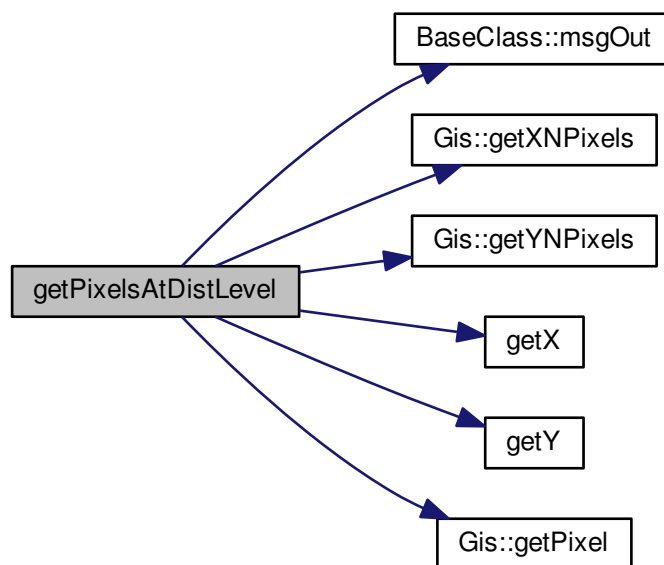 BaseClass::msgOut
Gis::getXNPixels
Gis::getYNPixels
getPixelsAtDistLevel
getX
getY
Gis::getPixel